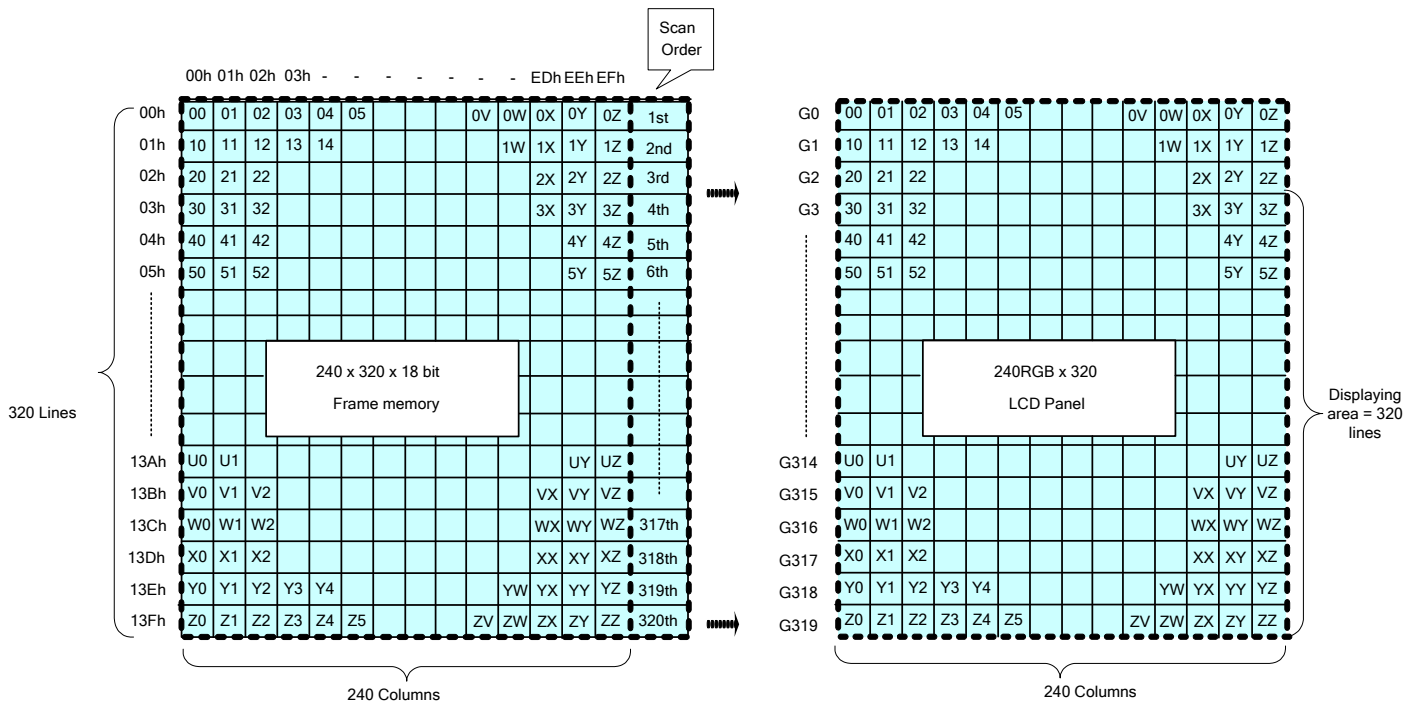 Scan
Order
00h 01h 02h 03h - - - - - - - EDh EEh EFh
00h 00 01 02 03 04 05 0V 0W 0X 0Y 0Z 1st G0 00 01 02 03 04 05 0V 0W 0X 0Y 0Z
01h 10 11 12 13 14 1W 1X 1Y 1Z 2nd G1 10 11 12 13 14 1W 1X 1Y 1Z
02h 20 21 22 2X 2Y 2Z 3rd G2 20 21 22 2X 2Y 2Z
03h 30 31 32 3X 3Y 3Z 4th G3 30 31 32 3X 3Y 3Z
04h 40 41 42 4Y 4Z 5th 40 41 42 4Y 4Z
05h 50 51 52 5Y 5Z 6th 50 51 52 5Y 5Z
240 x 320 x 18 bit
Frame memory
240RGB x 320
LCD Panel
320 Lines
Displaying
area = 320
lines
13Ah U0 U1 UY UZ G314 U0 U1 UY UZ
13Bh V0 V1 V2 VX VY VZ G315 V0 V1 V2 VX VY VZ
13Ch W0 W1 W2 WX WY WZ 317th G316 W0 W1 W2 WX WY WZ
13Dh X0 X1 X2 XX XY XZ 318th G317 X0 X1 X2 XX XY XZ
13Eh Y0 Y1 Y2 Y3 Y4 YW YX YY YZ 319th G318 Y0 Y1 Y2 Y3 Y4 YW YX YY YZ
13Fh Z0 Z1 Z2 Z3 Z4 Z5 ZV ZW ZX ZY ZZ 320th G319 Z0 Z1 Z2 Z3 Z4 Z5 ZV ZW ZX ZY ZZ
240 Columns
240 Columns